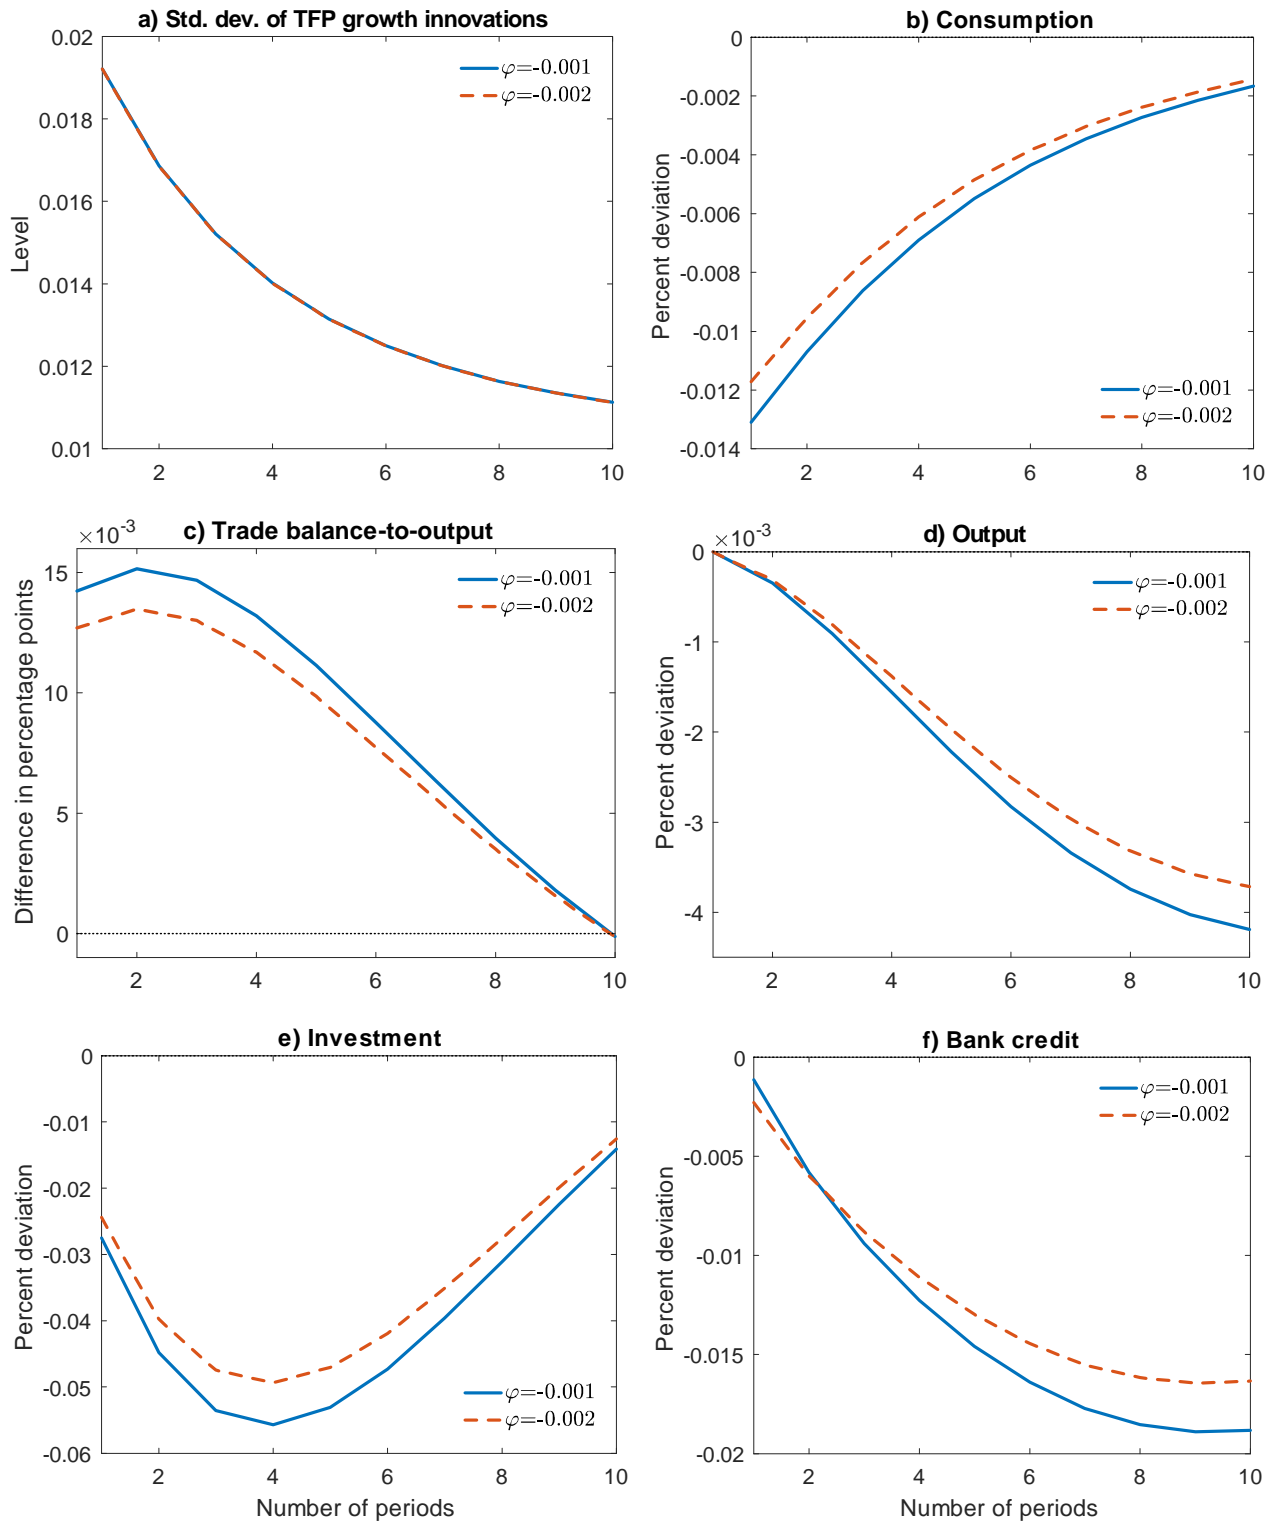 a) Std. dev. of TFP growth innovations
0.02
0.018
0.016
0.014
0.012
0.01
Level
φ=-0.001
φ=-0.002
2 4 6 8 10
b) Consumption
0
-0.002
-0.004
-0.006
-0.008
-0.01
-0.012
-0.014
Percent deviation
φ=-0.001
φ=-0.002
2 4 6 8 10
c) Trade balance-to-output
×10-3
15
10
5
0
Difference in percentage points
φ=-0.001
φ=-0.002
2 4 6 8 10
d) Output
×10-3
0
-1
-2
-3
-4
Percent deviation
φ=-0.001
φ=-0.002
2 4 6 8 10
e) Investment
0
-0.01
-0.02
-0.03
-0.04
-0.05
-0.06
Percent deviation
φ=-0.001
φ=-0.002
2 4 6 8 10
Number of periods
f) Bank credit
0
-0.005
-0.01
-0.015
-0.02
Percent deviation
φ=-0.001
φ=-0.002
2 4 6 8 10
Number of periods